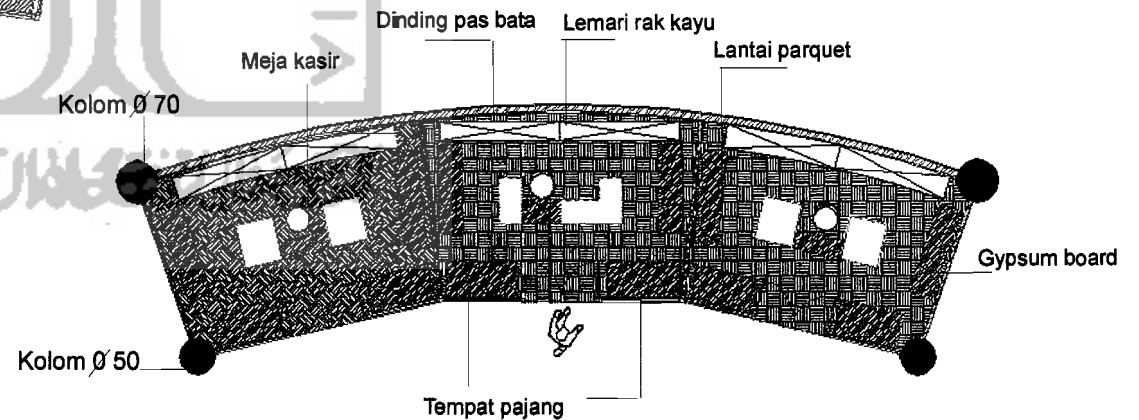 Dinding pas bata
Lemari rak kayu
Lantai parquet
Meja kasir
Kolom Ø 70
Gypsum board
Kolom Ø 50
Tempat pajang